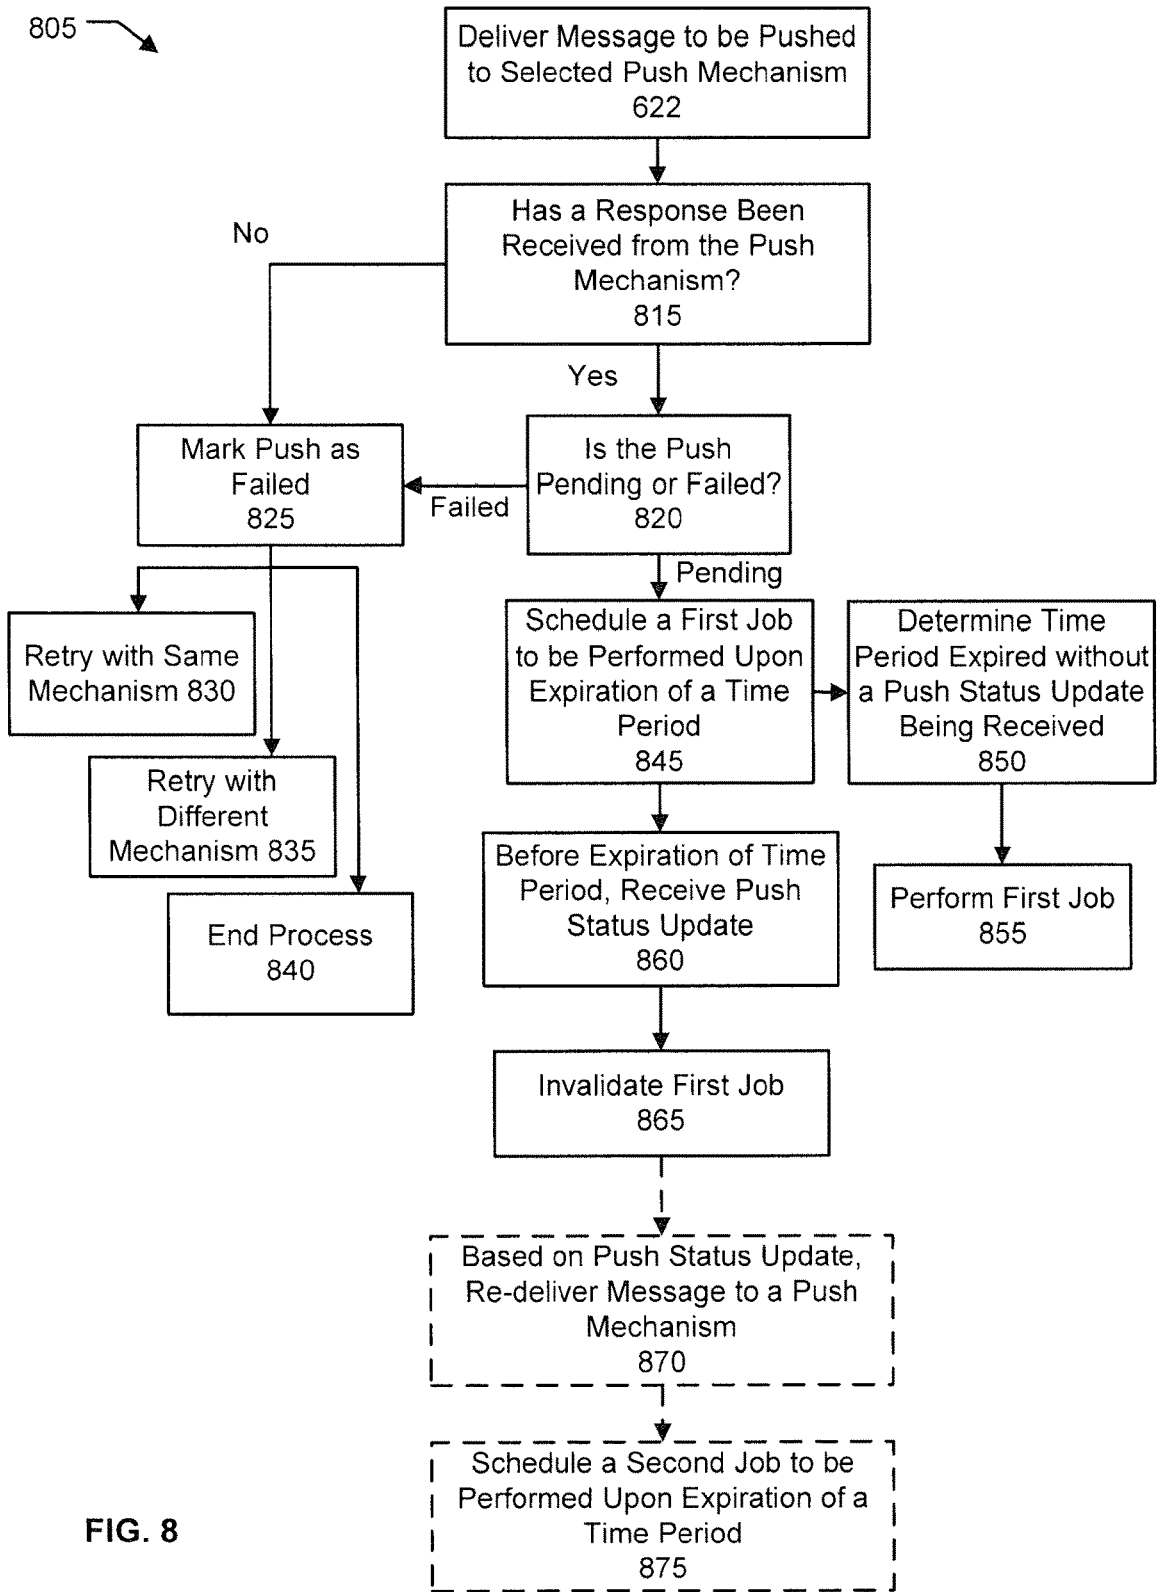 805
Deliver Message to be Pushed
to Selected Push Mechanism
622
Has a Response Been
Received from the Push
Mechanism?
815
No
Yes
Mark Push as
Failed
825
Is the Push
Pending or Failed?
820
Failed
Pending
Retry with Same
Mechanism 830
Retry with
Different
Mechanism 835
End Process
840
Schedule a First Job
to be Performed Upon
Expiration of a Time
Period
845
Determine Time
Period Expired without
a Push Status Update
Being Received
850
Before Expiration of Time
Period, Receive Push
Status Update
860
Perform First Job
855
Invalidate First Job
865
Based on Push Status Update,
Re-deliver Message to a Push
Mechanism
870
Schedule a Second Job to be
Performed Upon Expiration of a
Time Period
875
FIG. 8